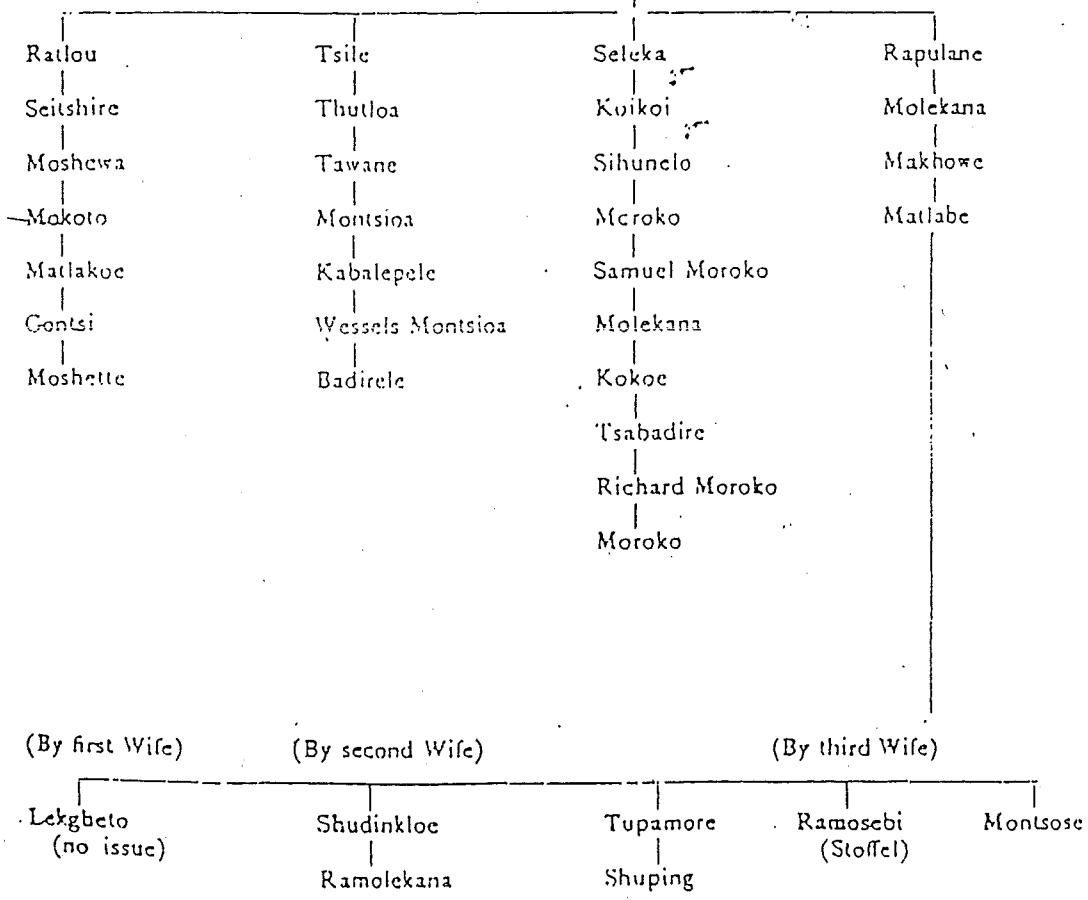 Ratlou Tsile Seleka Rapulane
Seitshire Thutloa Koikoi Molekana
Moshewa Tawane Sihunelo Makhowe
Mokoto Montsioa Moroko Matlabe
Matlakoe Kabalepele Samuel Moroko
Gontsi Wessels Montsioa Molekana
Moshette Badirele Kokoe
Tsabadire
Richard Moroko
Moroko
(By first Wife) (By second Wife) (By third Wife)
Lekgbeto Shudinkloe Tupamore Ramosebi Montsose
(no issue) (Stoffel)
Ramolekana Shuping